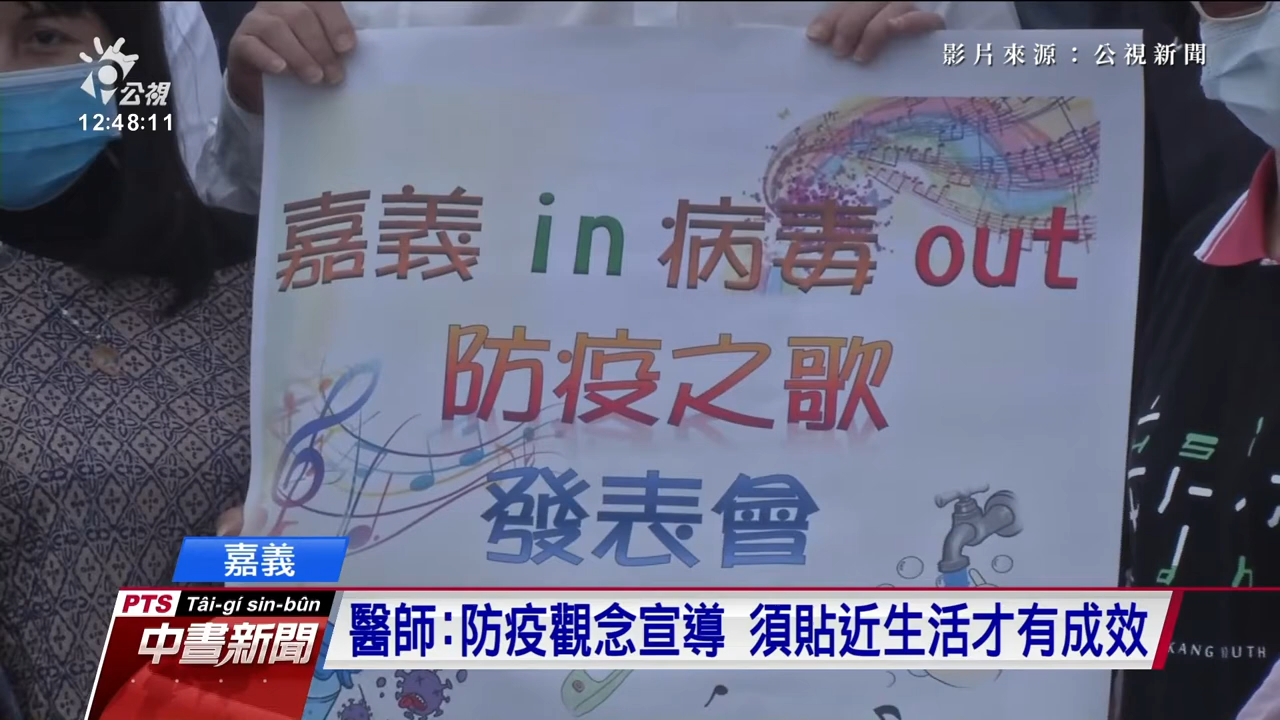 影片來源：公視新聞
公視
12:48:11
嘉義 in 病毒 out
防疫之歌
發表會
嘉義
PTS Tâi-gí sin-bûn
中晝新聞
醫師：防疫觀念宣導 須貼近生活才有成效